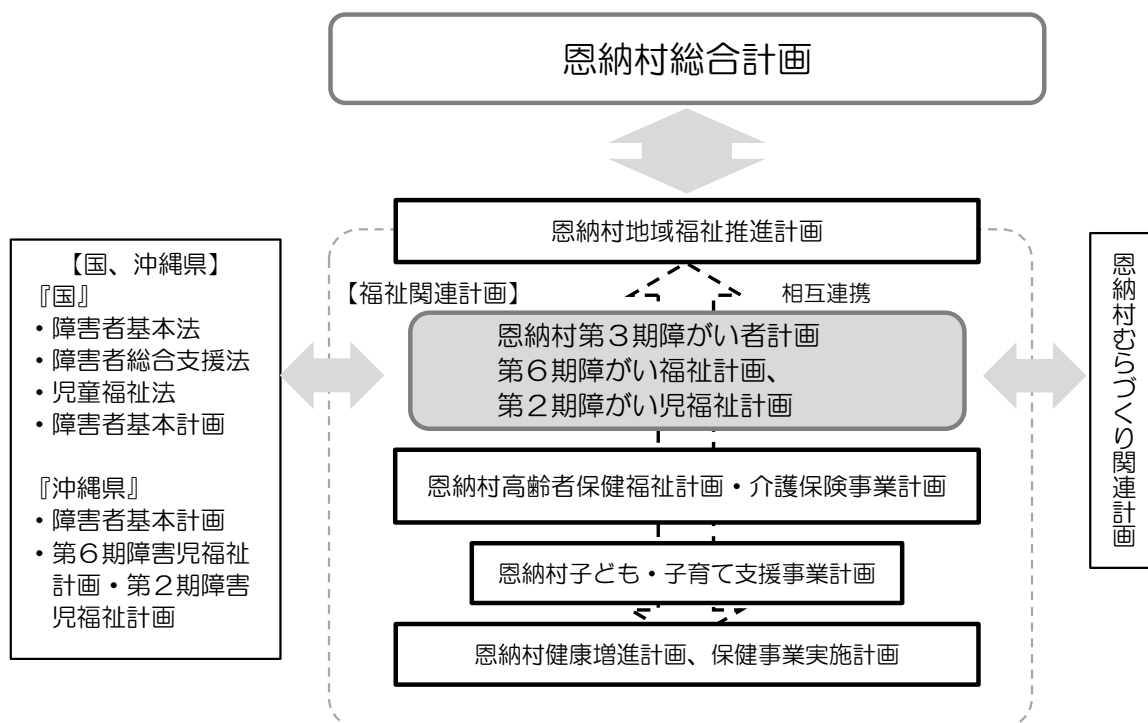 恩納村総合計画
恩納村地域福祉推進計画
【国、沖縄県】
『国』
・障害者基本法
・障害者総合支援法
・児童福祉法
・障害者基本計画
『沖縄県』
・障害者基本計画
・第６期障害児福祉
計画・第２期障害
児福祉計画
【福祉関連計画】
相互連携
恩納村第３期障がい者計画
第６期障がい福祉計画、
第２期障がい児福祉計画
恩納村高齢者保健福祉計画・介護保険事業計画
恩納村子ども・子育て支援事業計画
恩納村健康増進計画、保健事業実施計画
恩納村むらづくり関連計画